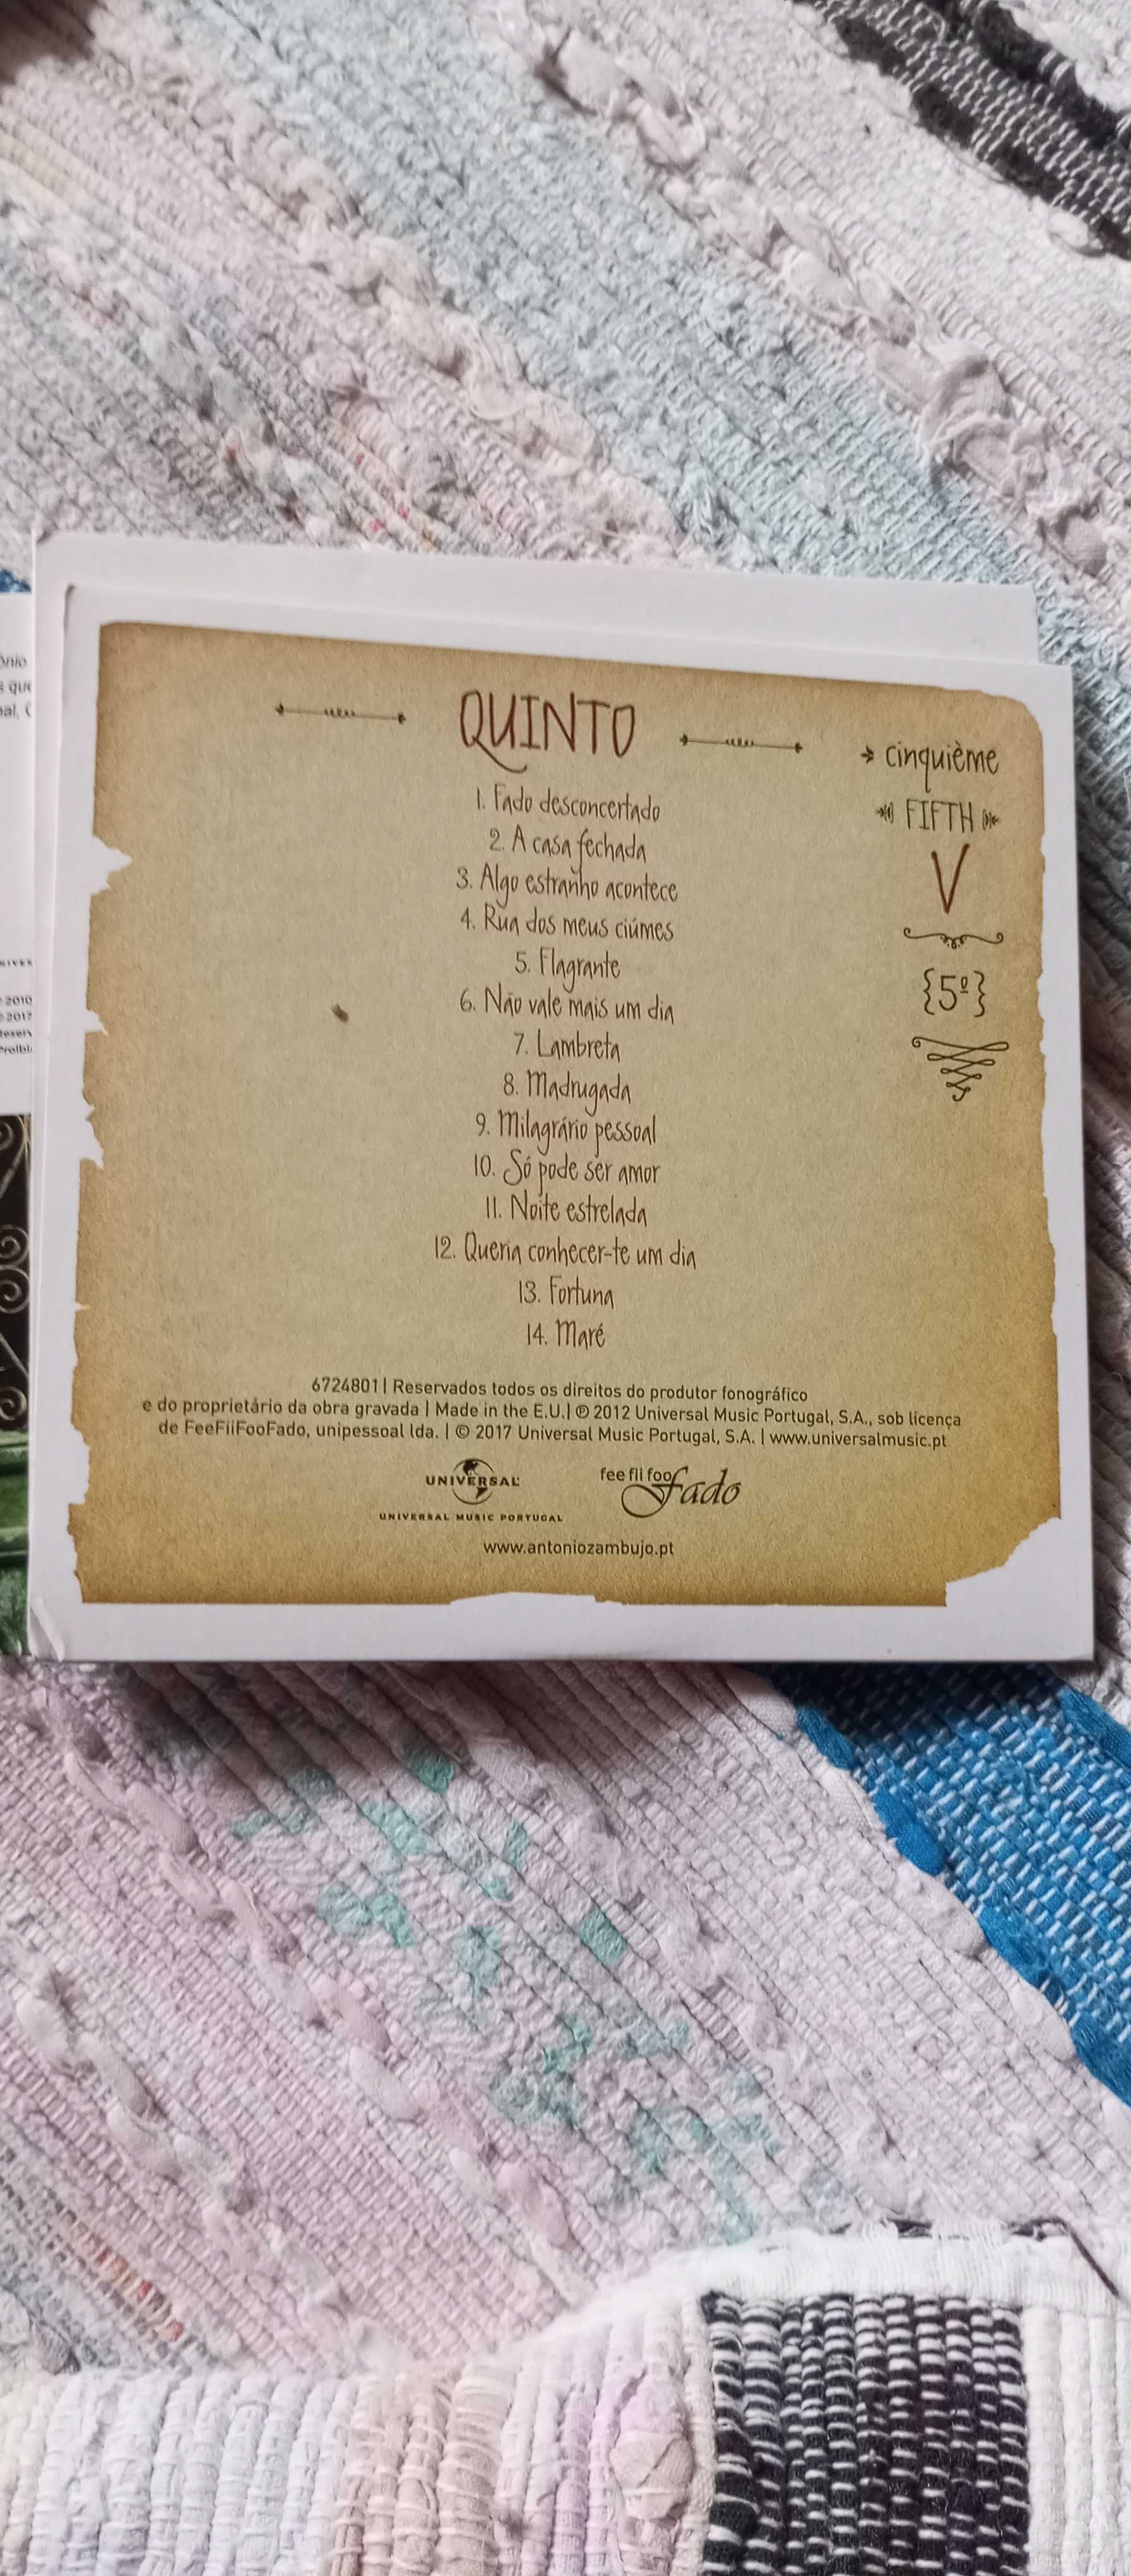 QUINTO
1. Fado desconcertado
2. A casa fechada
3. Algo estranho acontece
4. Rua dos meus ciúmes
5. Flagrante
6. Não vale mais um dia
7. Lambreta
8. Madrugada
9. Milagrário pessoal
10. Só pode ser amor
11. Noite estrelada
12. Queria conhecer-te um dia
13. Fortuna
14. Maré
cinquième
FIFTH
V
{5º}
6724801 | Reservados todos os direitos do produtor fonográfico
e do proprietário da obra gravada | Made in the E.U.| ℗ 2012 Universal Music Portugal, S.A., sob licença
de FeeFiiFooFado, unipessoal lda. | © 2017 Universal Music Portugal, S.A. | www.universalmusic.pt
UNIVERSAL
UNIVERSAL MUSIC PORTUGAL
fee fii foo fado
www.antoniozambujo.pt
2010
2017